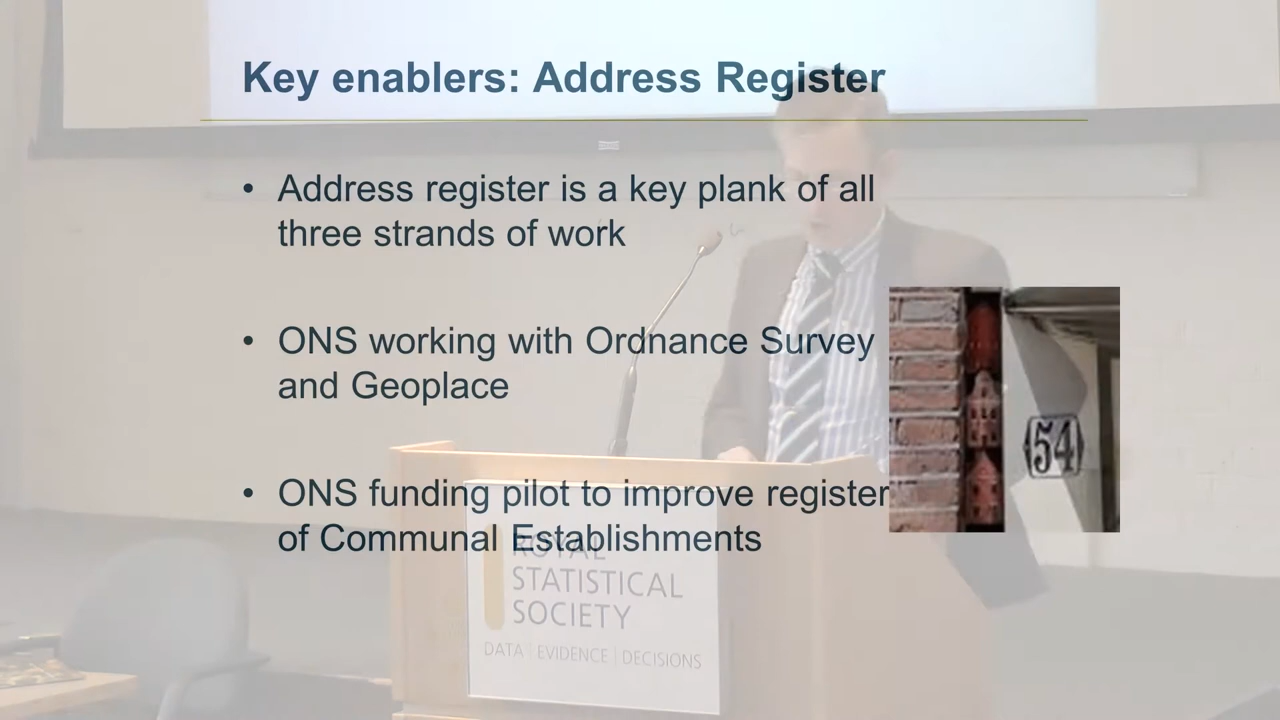 Key enablers: Address Register
• Address register is a key plank of all
three strands of work
• ONS working with Ordnance Survey
and Geoplace
• ONS funding pilot to improve register
of Communal Establishments
54
ROYAL
STATISTICAL
SOCIETY
DATA | EVIDENCE | DECISIONS